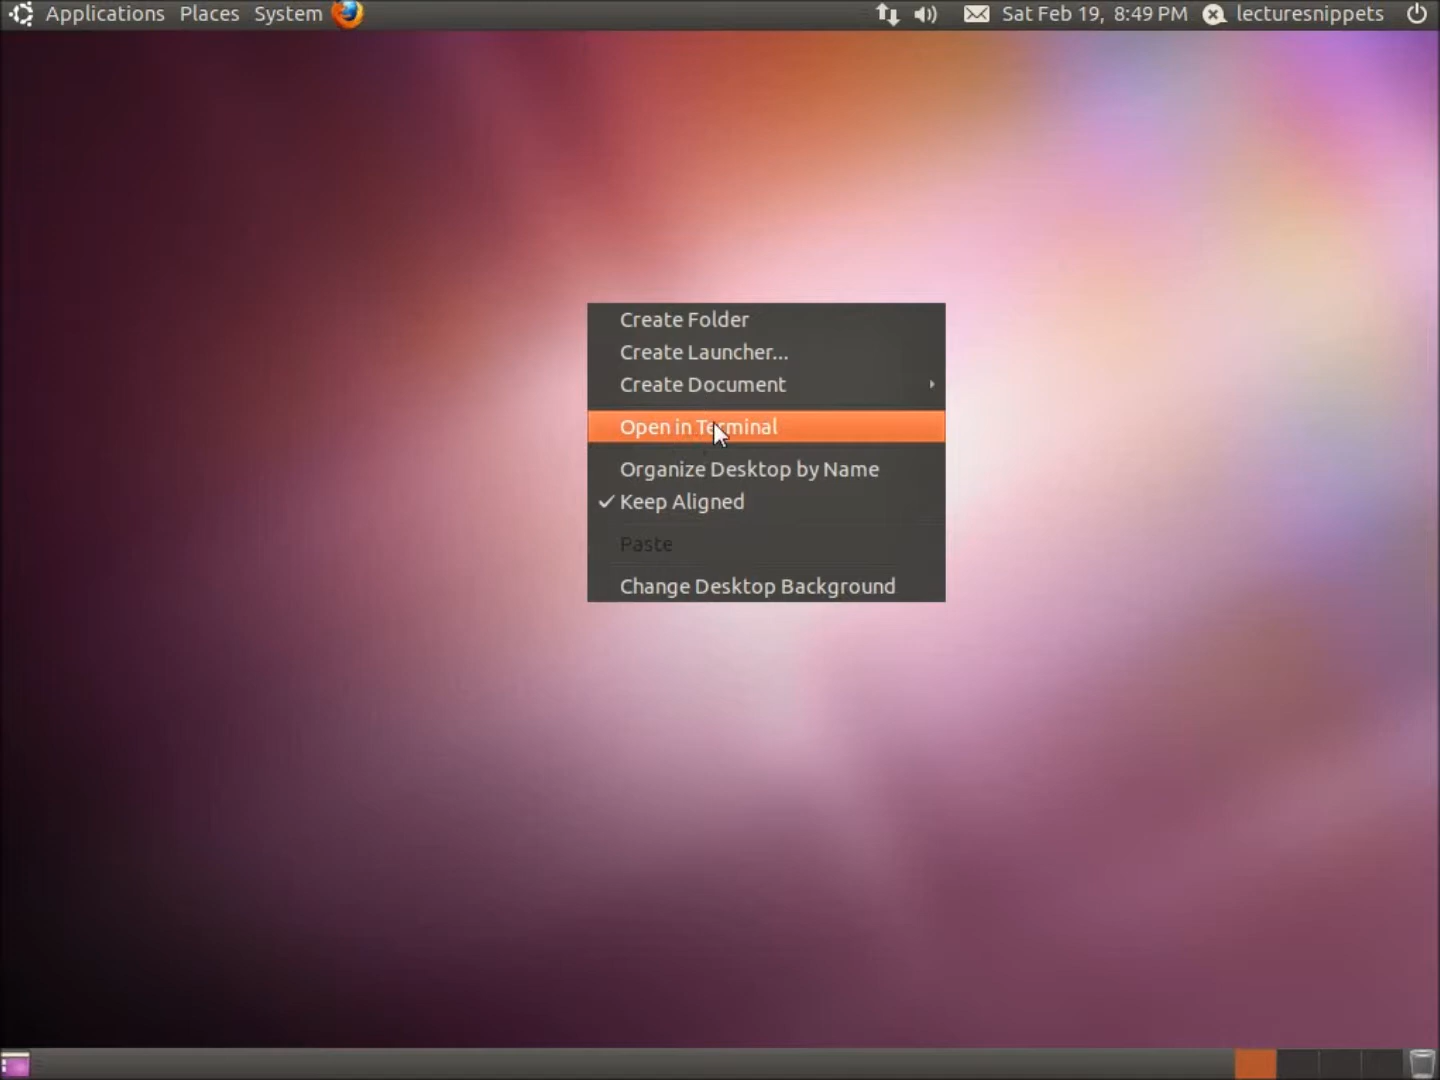 Applications Places System Sat Feb 19, 8:49 PM lecturesnippets
Create Folder
Create Launcher...
Create Document
Open in Terminal
Organize Desktop by Name
Keep Aligned
Paste
Change Desktop Background